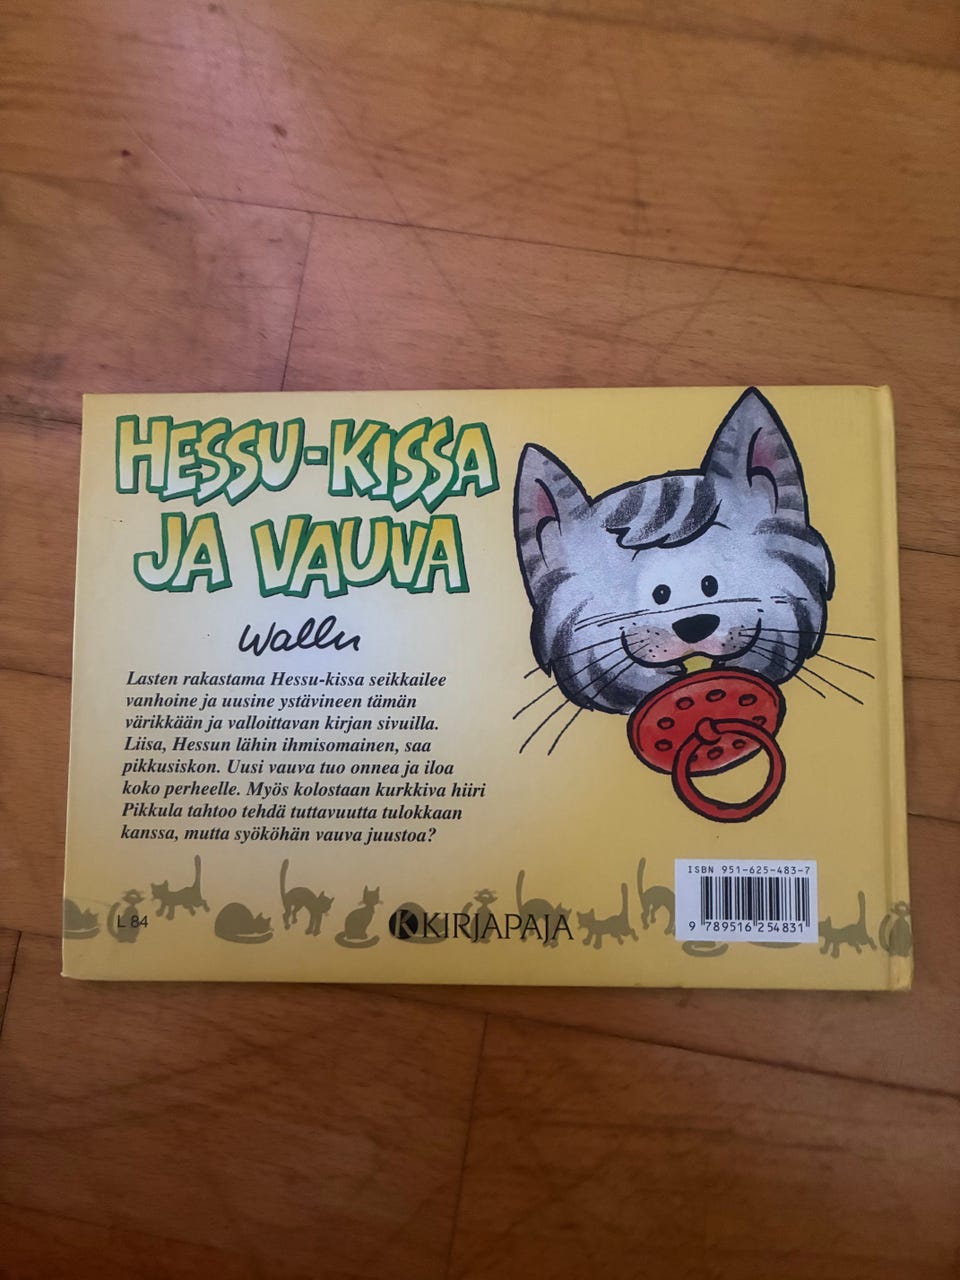 HESSU-KISSA
JA VAUVA
Wallu
Lasten rakastama Hessu-kissa seikkailee
vanhoine ja uusine ystävineen tämän
värikkään ja valloittavan kirjan sivuilla.
Liisa, Hessun lähin ihmisomainen, saa
pikkusiskon. Uusi vauva tuo onnea ja iloa
koko perheelle. Myös kolostaan kurkkiva hiiri
Pikkula tahtoo tehdä tuttavuutta tulokkaan
kanssa, mutta syököhän vauva juustoa?
L 84
K KIRJAPAJA
ISBN 951-625-483-7
9 789516 254831